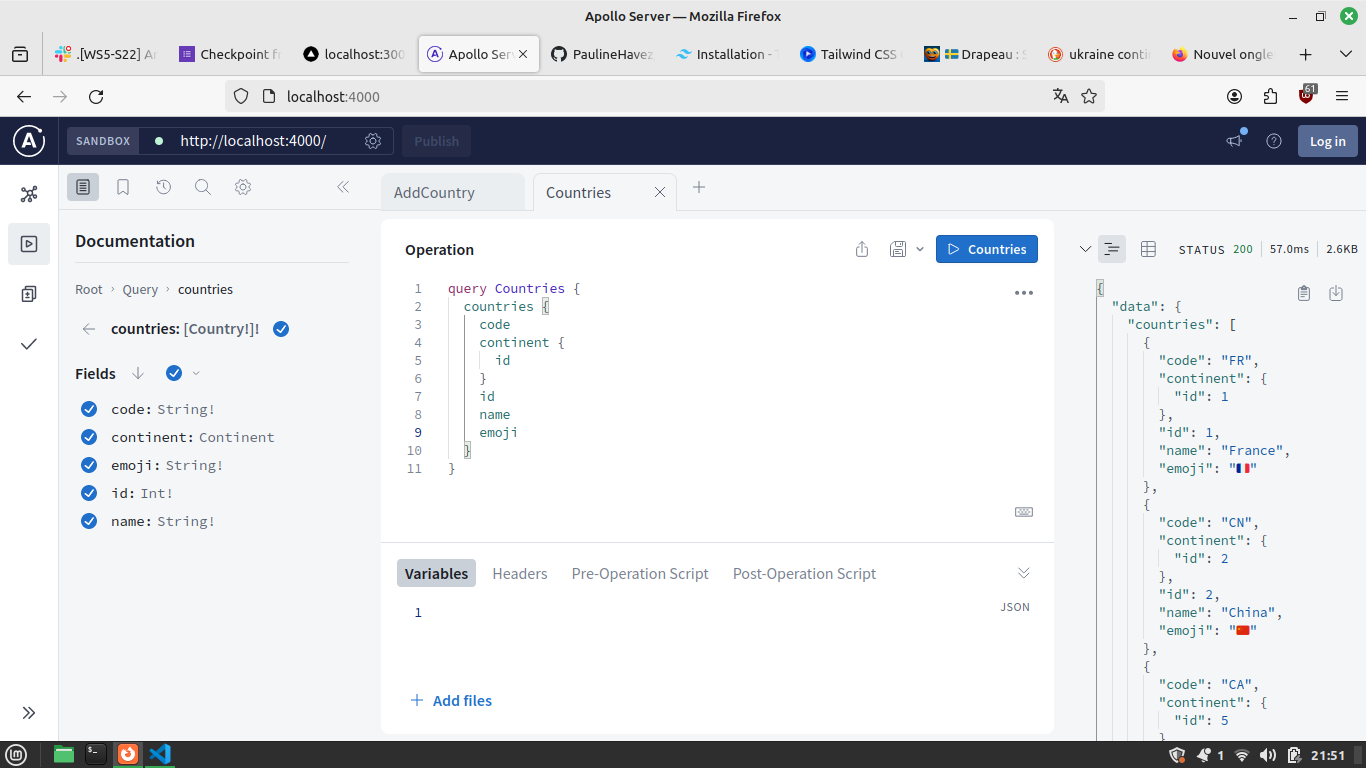 Apollo Server — Mozilla Firefox
.[WS5-S22] Ar
Checkpoint fr
localhost:300
Apollo Serv
PaulineHavez
Installation - T
Tailwind CSS
Drapeau : S
ukraine conti
Nouvel ongle
localhost:4000
61
SANDBOX
http://localhost:4000/
Publish
Log in
AddCountry
Countries
Documentation
Root › Query › countries
countries: [Country!]!
Fields
code: String!
continent: Continent
emoji: String!
id: Int!
name: String!
Operation
Countries
1 query Countries {
2 countries {
3 code
4 continent {
5 id
6 }
7 id
8 name
9 emoji
10 }
11 }
Variables
Headers
Pre-Operation Script
Post-Operation Script
1
JSON
Add files
STATUS 200 57.0ms 2.6KB
{
"data": {
"countries": [
{
"code": "FR",
"continent": {
"id": 1
},
"id": 1,
"name": "France",
"emoji": "🇫🇷"
},
{
"code": "CN",
"continent": {
"id": 2
},
"id": 2,
"name": "China",
"emoji": "🇨🇳"
},
{
"code": "CA",
"continent": {
"id": 5
}
1
21:51